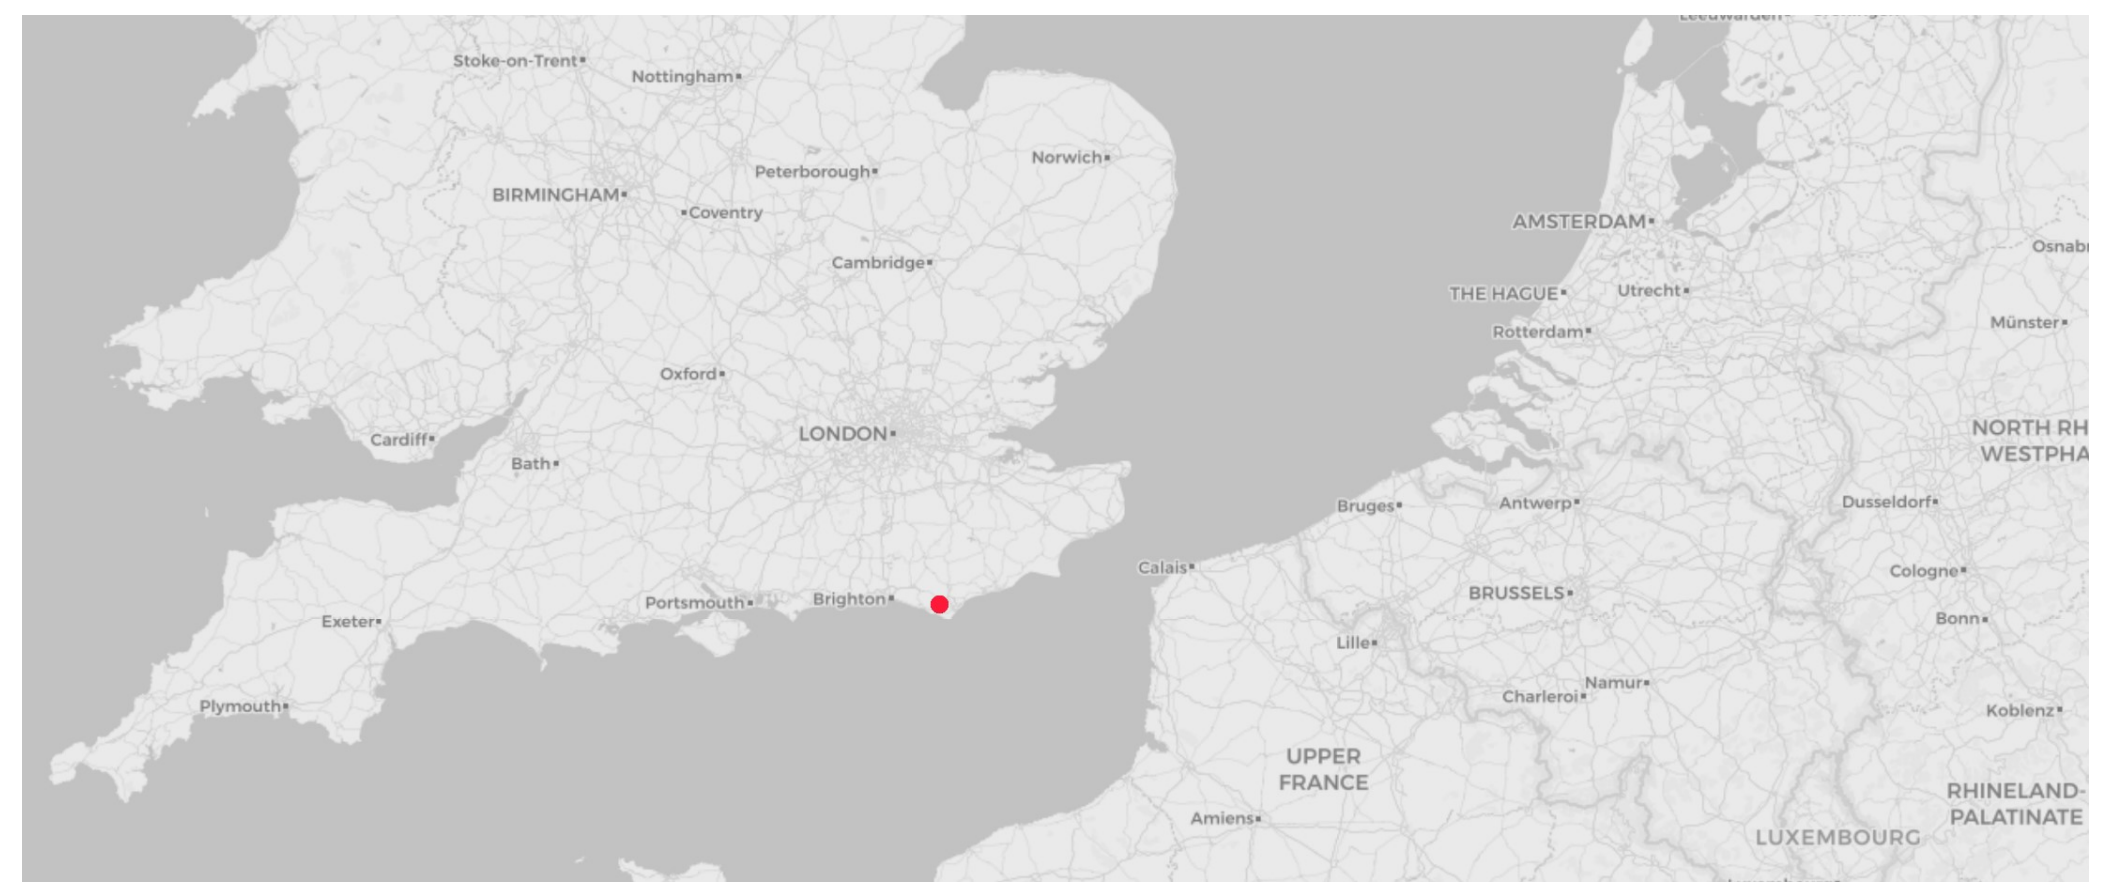 Leeuwarden
Stoke-on-Trent
Nottingham
Norwich
Peterborough
BIRMINGHAM
Coventry
AMSTERDAM
Osnabr
Cambridge
THE HAGUE
Utrecht
Münster
Rotterdam
Oxford
LONDON
NORTH RH
WESTPHA
Cardiff
Bath
Bruges
Antwerp
Dusseldorf
Calais
Cologne
BRUSSELS
Portsmouth
Brighton
Exeter
Bonn
Lille
Namur
Charleroi
Plymouth
Koblenz
UPPER
FRANCE
RHINELAND-
PALATINATE
Amiens
LUXEMBOURG